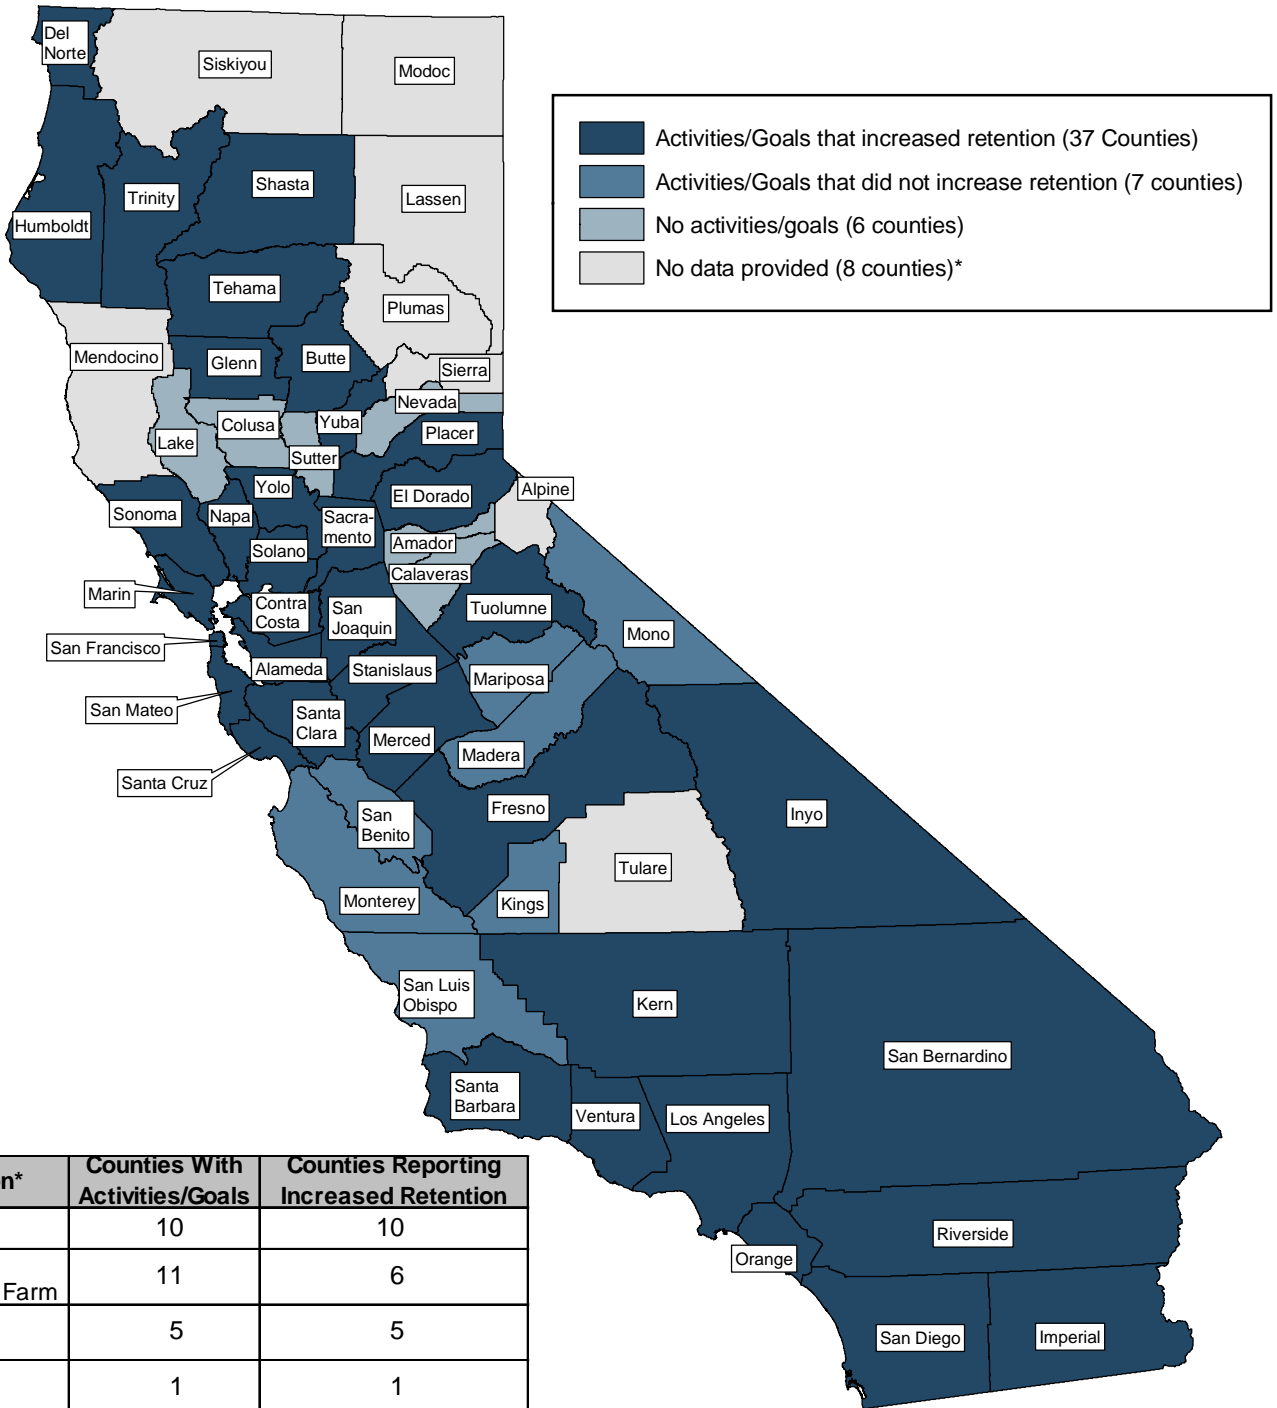 Del
Norte
Siskiyou
Modoc
Activities/Goals that increased retention (37 Counties)
Activities/Goals that did not increase retention (7 counties)
No activities/goals (6 counties)
No data provided (8 counties)*
Humboldt
Trinity
Shasta
Lassen
Tehama
Plumas
Mendocino
Glenn
Butte
Sierra
Nevada
Colusa
Yuba
Placer
Lake
Sutter
Yolo
El Dorado
Alpine
Sonoma
Napa
Sacra-
mento
Solano
Amador
Calaveras
Marin
Contra
Costa
San
Joaquin
Tuolumne
Mono
San Francisco
Alameda
Stanislaus
Mariposa
San Mateo
Santa
Clara
Merced
Madera
Santa Cruz
San
Benito
Fresno
Inyo
Tulare
Monterey
Kings
San Luis
Obispo
Kern
San Bernardino
Santa
Barbara
Ventura
Los Angeles
Riverside
Orange
San Diego
Imperial
n* Counties With Counties Reporting
Activities/Goals Increased Retention
10 10
Farm 11 6
5 5
1 1